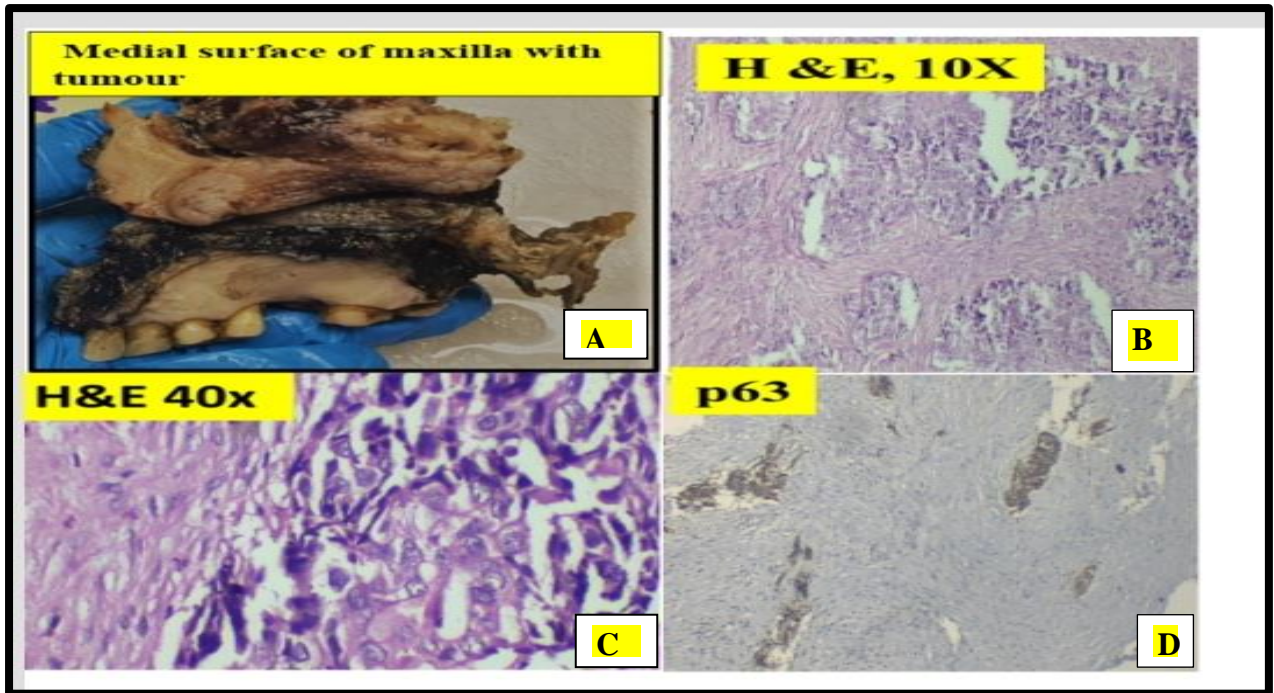 Medial surface of maxilla with
tumour
H &E, 10X
A
B
H&E 40x
p63
C
D